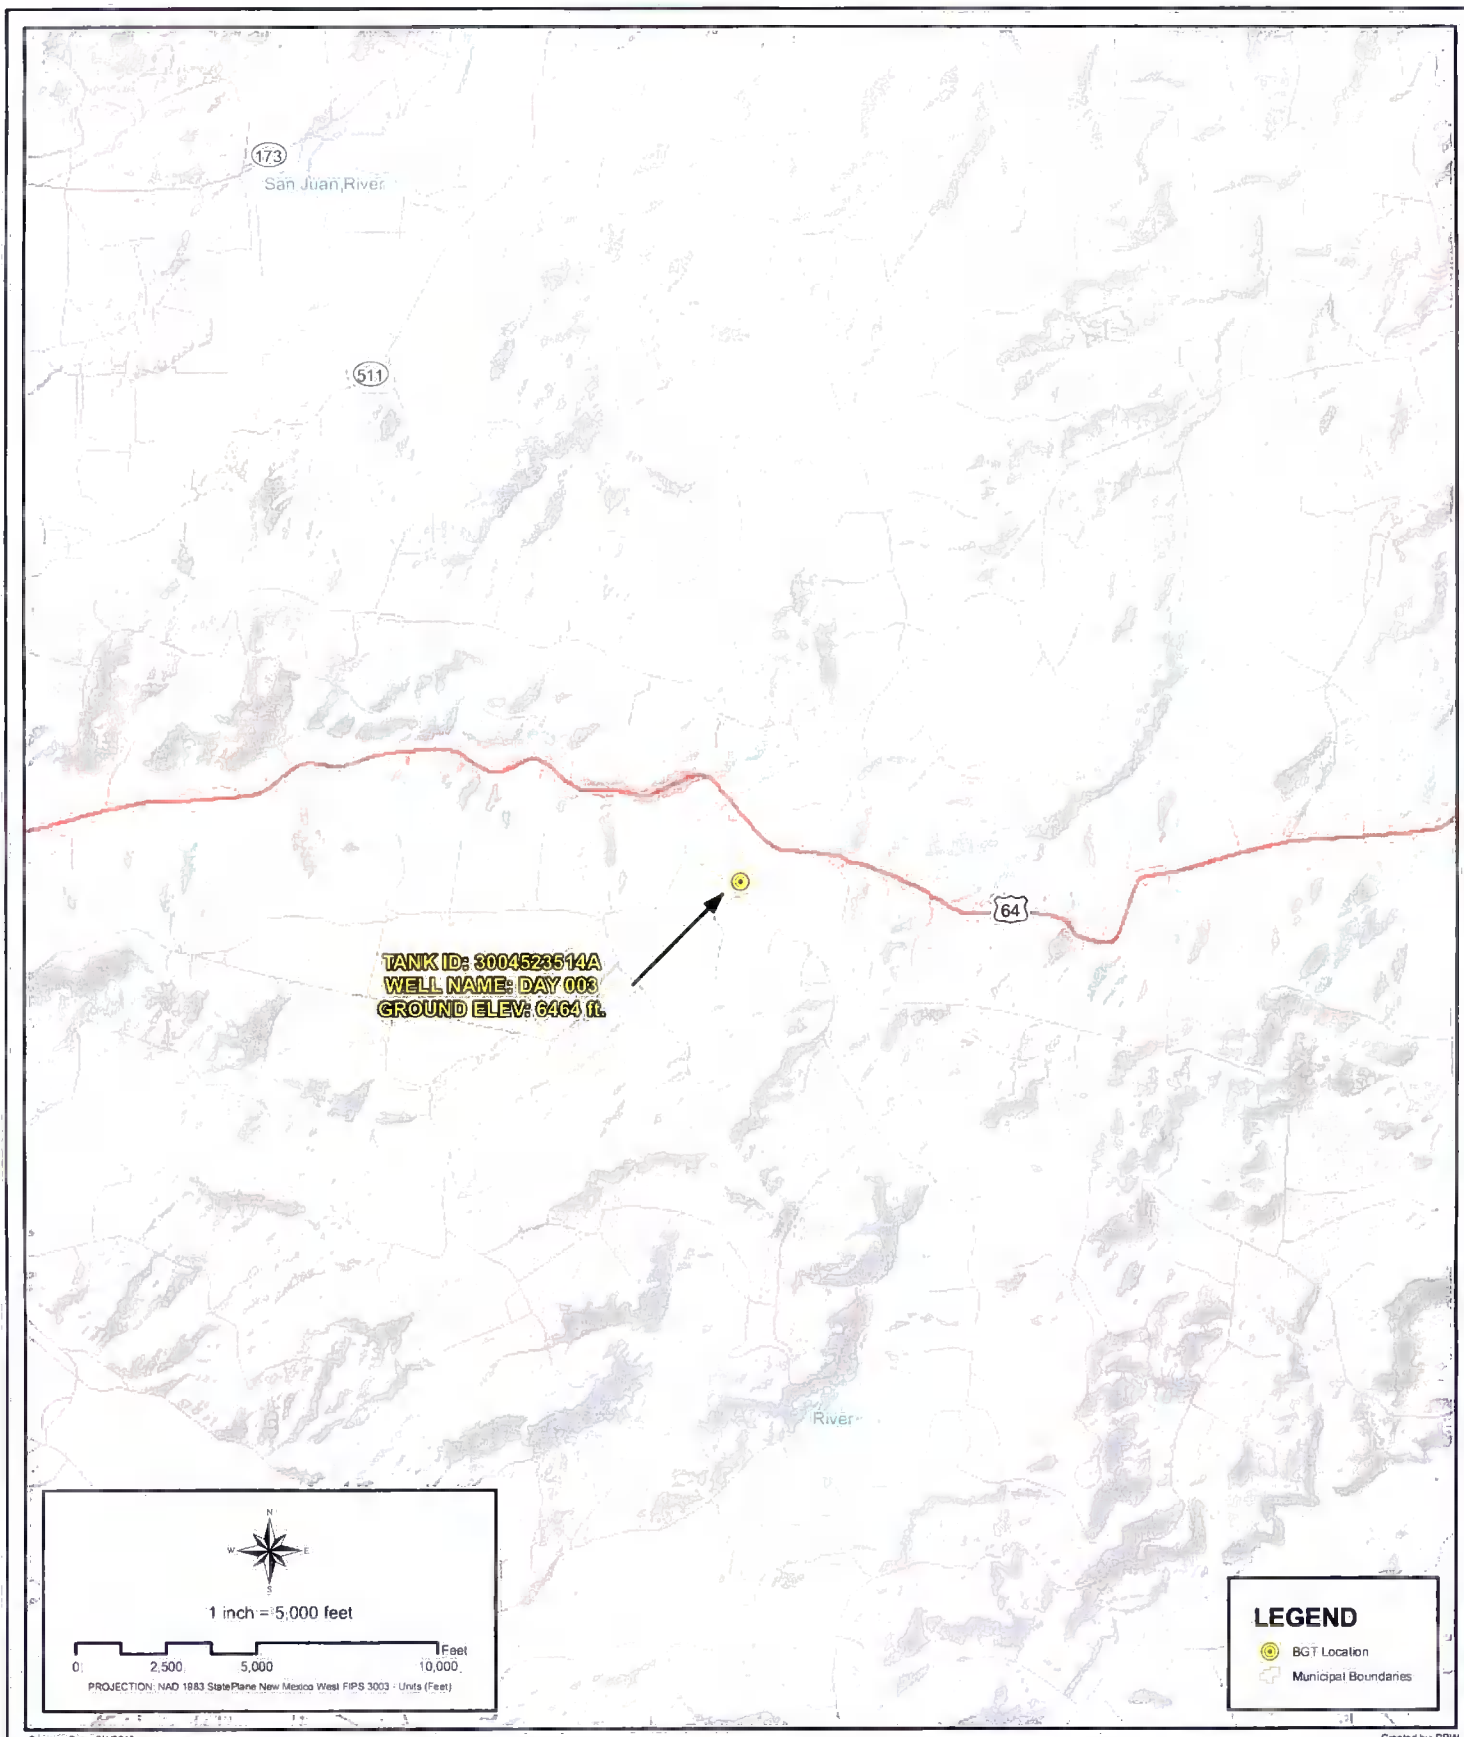 173
San Juan River
511
64
TANK ID: 3004523514A
WELL NAME: DAY 003
GROUND ELEV: 6464 ft.
River
N
W E
S
1 inch = 5,000 feet
Feet
0 2,500 5,000 10,000
PROJECTION: NAD 1983 StatePlane New Mexico West FIPS 3003 - Units (Feet)
LEGEND
BGT Location
Municipal Boundaries